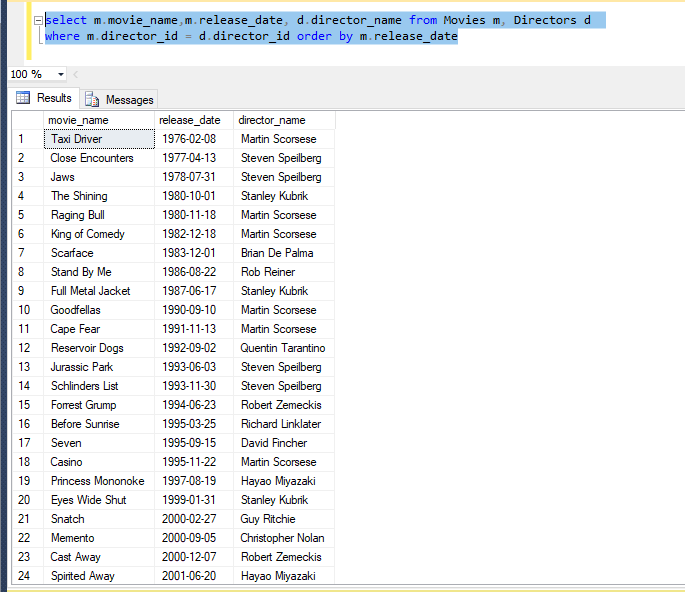 select m.movie_name,m.release_date, d.director_name from Movies m, Directors d
where m.director_id = d.director_id order by m.release_date
100 %
Results Messages
movie_name release_date director_name
1 Taxi Driver 1976-02-08 Martin Scorsese
2 Close Encounters 1977-04-13 Steven Speilberg
3 Jaws 1978-07-31 Steven Speilberg
4 The Shining 1980-10-01 Stanley Kubrik
5 Raging Bull 1980-11-18 Martin Scorsese
6 King of Comedy 1982-12-18 Martin Scorsese
7 Scarface 1983-12-01 Brian De Palma
8 Stand By Me 1986-08-22 Rob Reiner
9 Full Metal Jacket 1987-06-17 Stanley Kubrik
10 Goodfellas 1990-09-10 Martin Scorsese
11 Cape Fear 1991-11-13 Martin Scorsese
12 Reservoir Dogs 1992-09-02 Quentin Tarantino
13 Jurassic Park 1993-06-03 Steven Speilberg
14 Schlinders List 1993-11-30 Steven Speilberg
15 Forrest Grump 1994-06-23 Robert Zemeckis
16 Before Sunrise 1995-03-25 Richard Linklater
17 Seven 1995-09-15 David Fincher
18 Casino 1995-11-22 Martin Scorsese
19 Princess Mononoke 1997-08-19 Hayao Miyazaki
20 Eyes Wide Shut 1999-01-31 Stanley Kubrik
21 Snatch 2000-02-27 Guy Ritchie
22 Memento 2000-09-05 Christopher Nolan
23 Cast Away 2000-12-07 Robert Zemeckis
24 Spirited Away 2001-06-20 Hayao Miyazaki